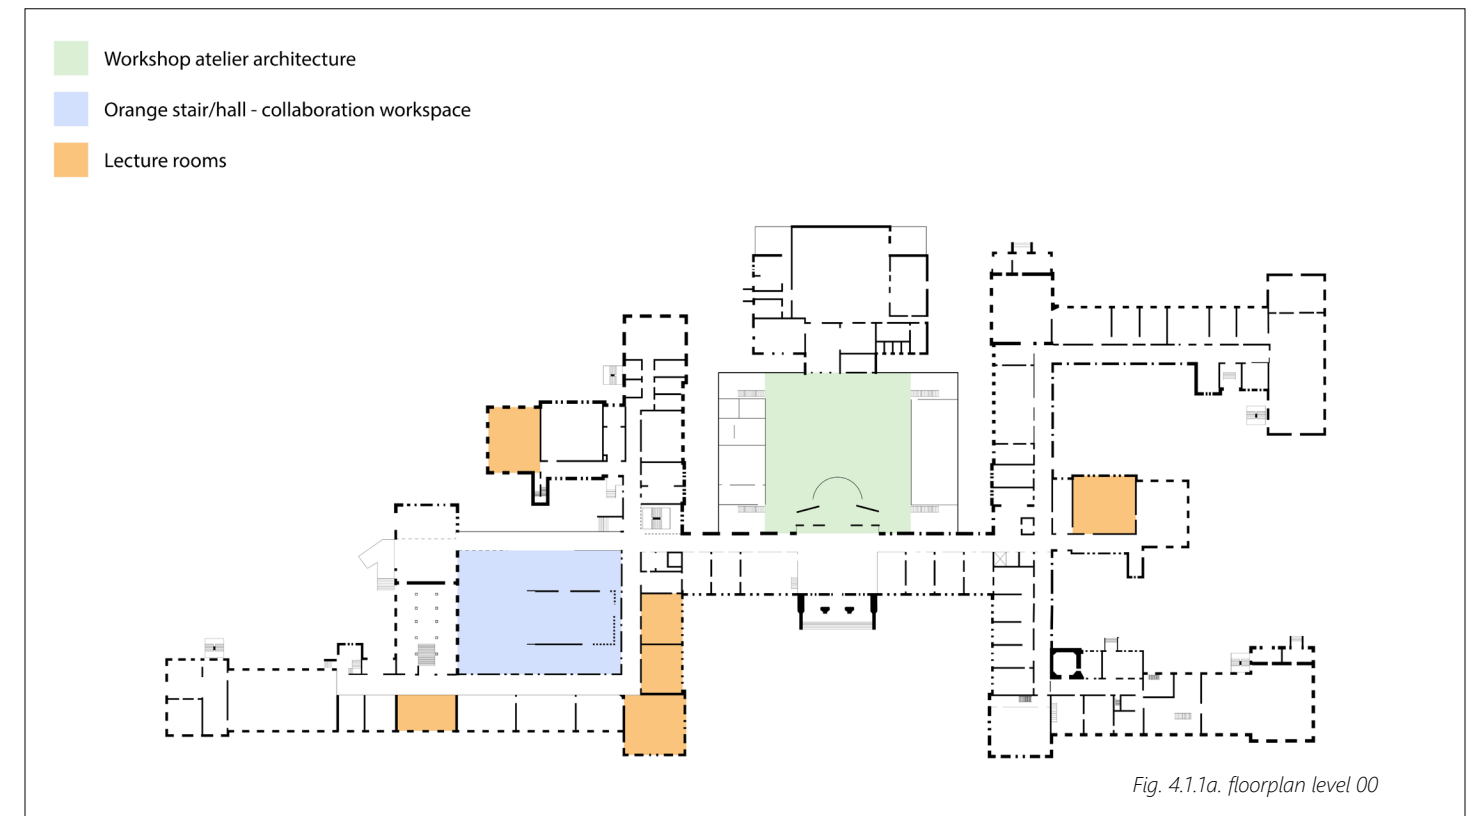 Workshop atelier architecture
Orange stair/hall - collaboration workspace
Lecture rooms
Fig. 4.1.1a. floorplan level 00